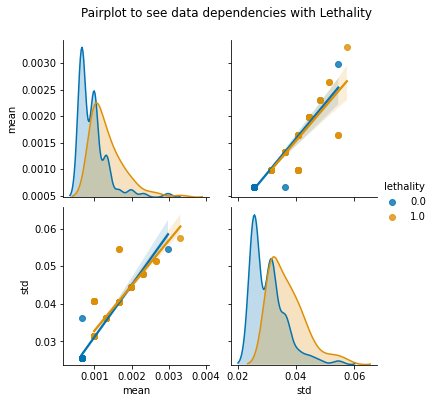 Pairplot to see data dependencies with Lethality
0.0030
0.0025
0.0020
0.0015
0.0010
0.0005
mean
lethality
0.0
1.0
0.06
0.05
0.04
0.03
std
0.001 0.002 0.003 0.004
mean
0.02 0.04 0.06
std